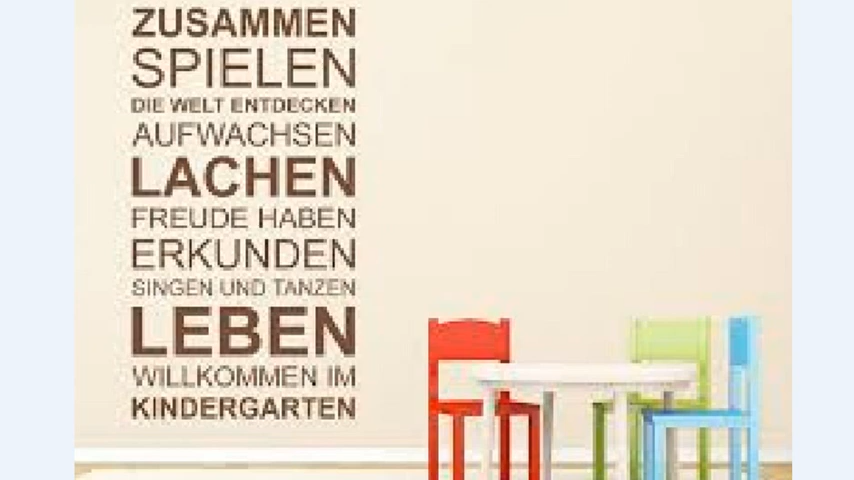 ZUSAMMEN
SPIELEN
DIE WELT ENTDECKEN
AUFWACHSEN
LACHEN
FREUDE HABEN
ERKUNDEN
SINGEN UND TANZEN
LEBEN
WILLKOMMEN IM
KINDERGARTEN